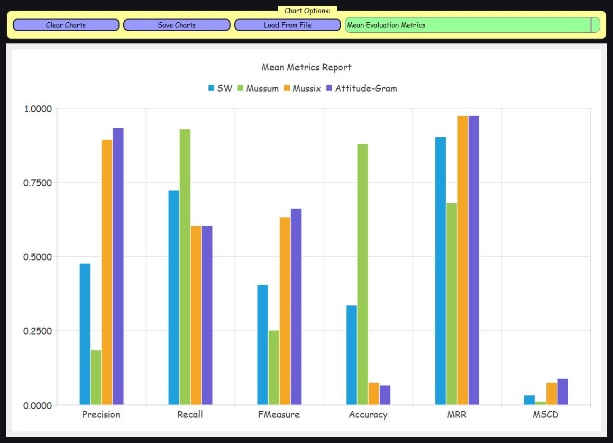 Chart Options:
Clear Charts Save Charts Load From File Mean Evaluation Metrics
Mean Metrics Report
SW Mussum Mussix Attitude-Gram
1.0000
0.7500
0.5000
0.2500
0.0000
Precision Recall FMeasure Accuracy MRR MSCD